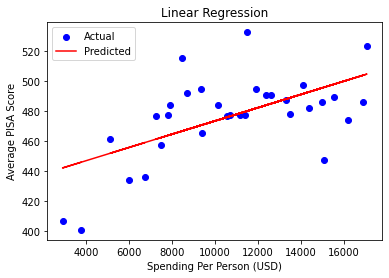 Linear Regression
Actual
Predicted
Average PISA Score
520
500
480
460
440
420
400
4000
6000
8000
10000
12000
14000
16000
Spending Per Person (USD)